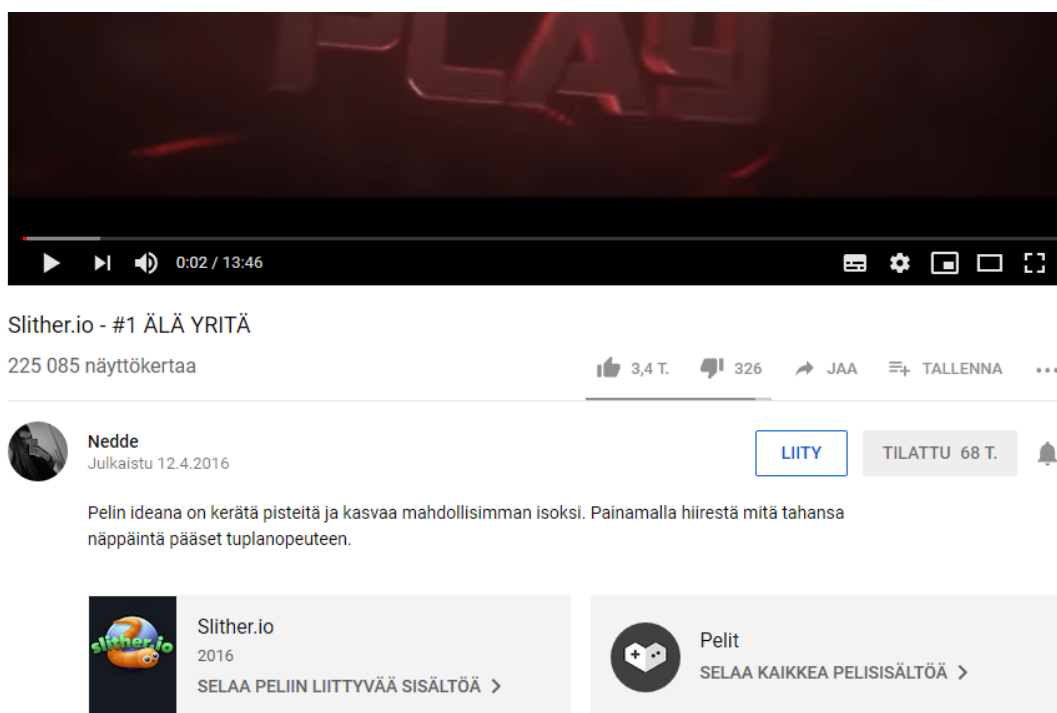 PLAY
0:02 / 13:46
Slither.io - #1 ÄLÄ YRITÄ
225 085 näyttökertaa
3,4 T. 326 JAA TALLENNA
Nedde
Julkaistu 12.4.2016
LIITY TILATTU 68 T.
Pelin ideana on kerätä pisteitä ja kasvaa mahdollisimman isoksi. Painamalla hiirestä mitä tahansa
näppäintä pääset tuplanopeuteen.
slither.io
Slither.io
2016
SELAA PELIIN LIITTYVÄÄ SISÄLTÖÄ
Pelit
SELAA KAIKKEA PELISISÄLTÖÄ